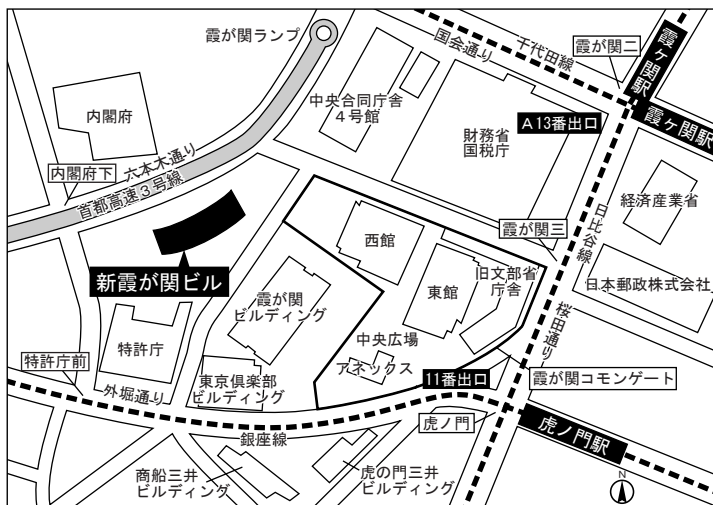 霞が関ランプ
国会通り
千代田線
霞が関二
霞ケ関駅
霞ケ関駅
内閣府
中央合同庁舎
4号館
A13番出口
財務省
国税庁
六本木通り
内閣府下
首都高速3号線
経済産業省
霞が関三
日比谷線
西館
旧文部省
庁舎
新霞が関ビル
東館
日本郵政株式会社
霞が関
ビルディング
桜田通り
中央広場
特許庁
アネックス
特許庁前
11番出口
霞が関コモンゲート
外堀通り
東京倶楽部
ビルディング
虎ノ門
虎ノ門駅
銀座線
商船三井
ビルディング
虎の門三井
ビルディング
N